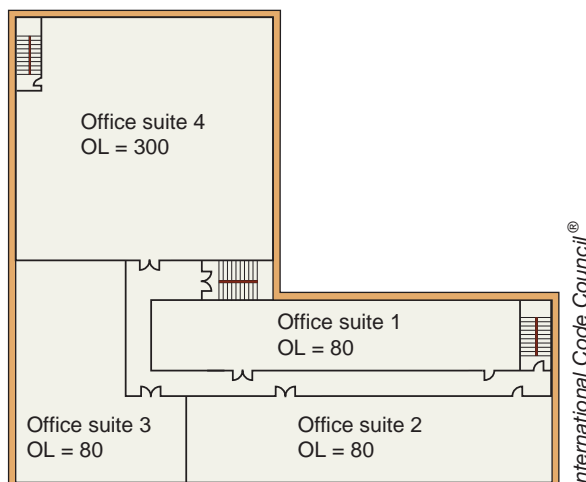 Office suite 4
OL = 300
Office suite 1
OL = 80
Office suite 3
OL = 80
Office suite 2
OL = 80
International Code Council®